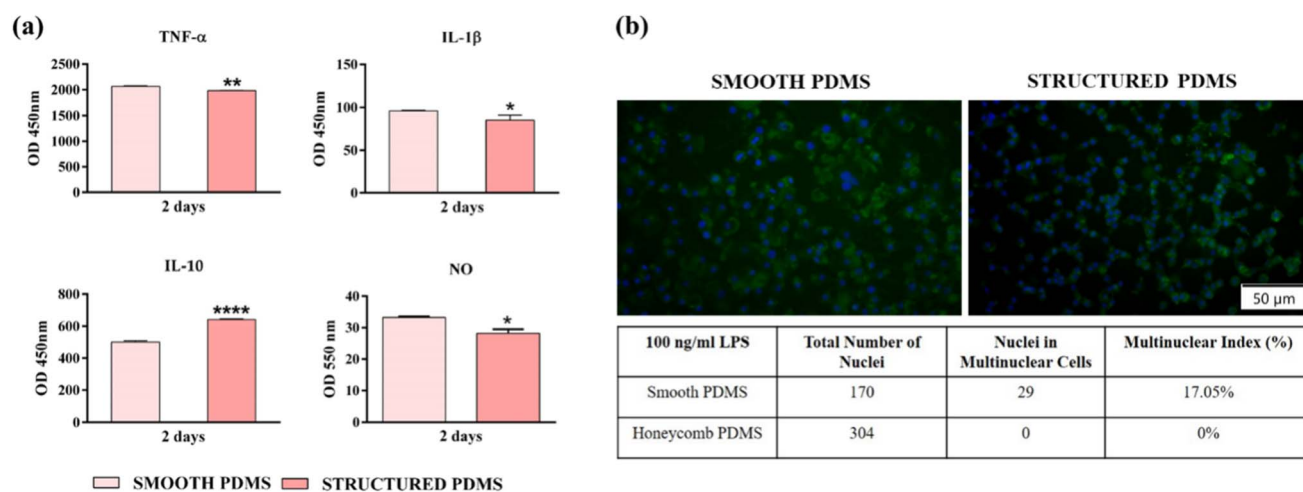 (a)
TNF-α
OD 450nm
2500
2000
1500
1000
500
0
**
2 days
IL-1β
OD 450nm
150
100
50
0
*
2 days
IL-10
OD 450nm
800
600
400
200
0
****
2 days
NO
OD 550 nm
40
30
20
10
0
*
2 days
SMOOTH PDMS STRUCTURED PDMS
(b)
SMOOTH PDMS STRUCTURED PDMS
50 µm
100 ng/ml LPS Total Number of Nuclei Nuclei in Multinuclear Cells Multinuclear Index (%)
Smooth PDMS 170 29 17.05%
Honeycomb PDMS 304 0 0%